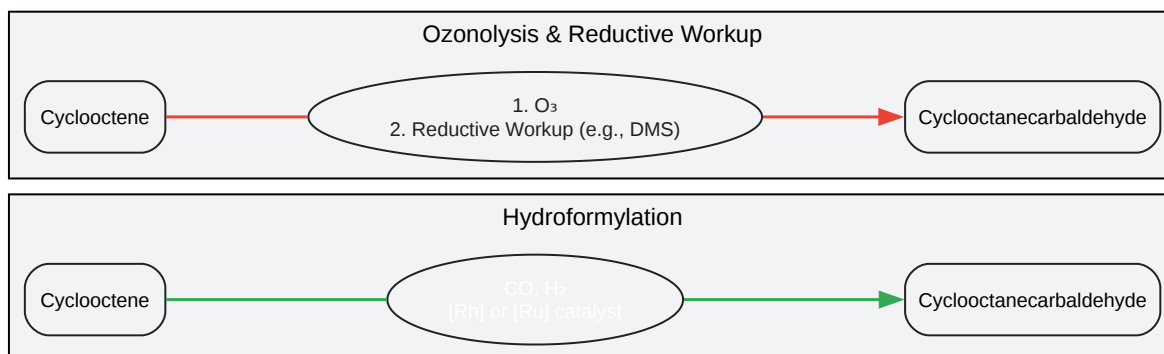 Ozonolysis & Reductive Workup
Cyclooctene
1. O₃
2. Reductive Workup (e.g., DMS)
Cyclooctanecarbaldehyde
Hydroformylation
Cyclooctene
CO, H₂
[Rh] or [Ru] catalyst
Cyclooctanecarbaldehyde